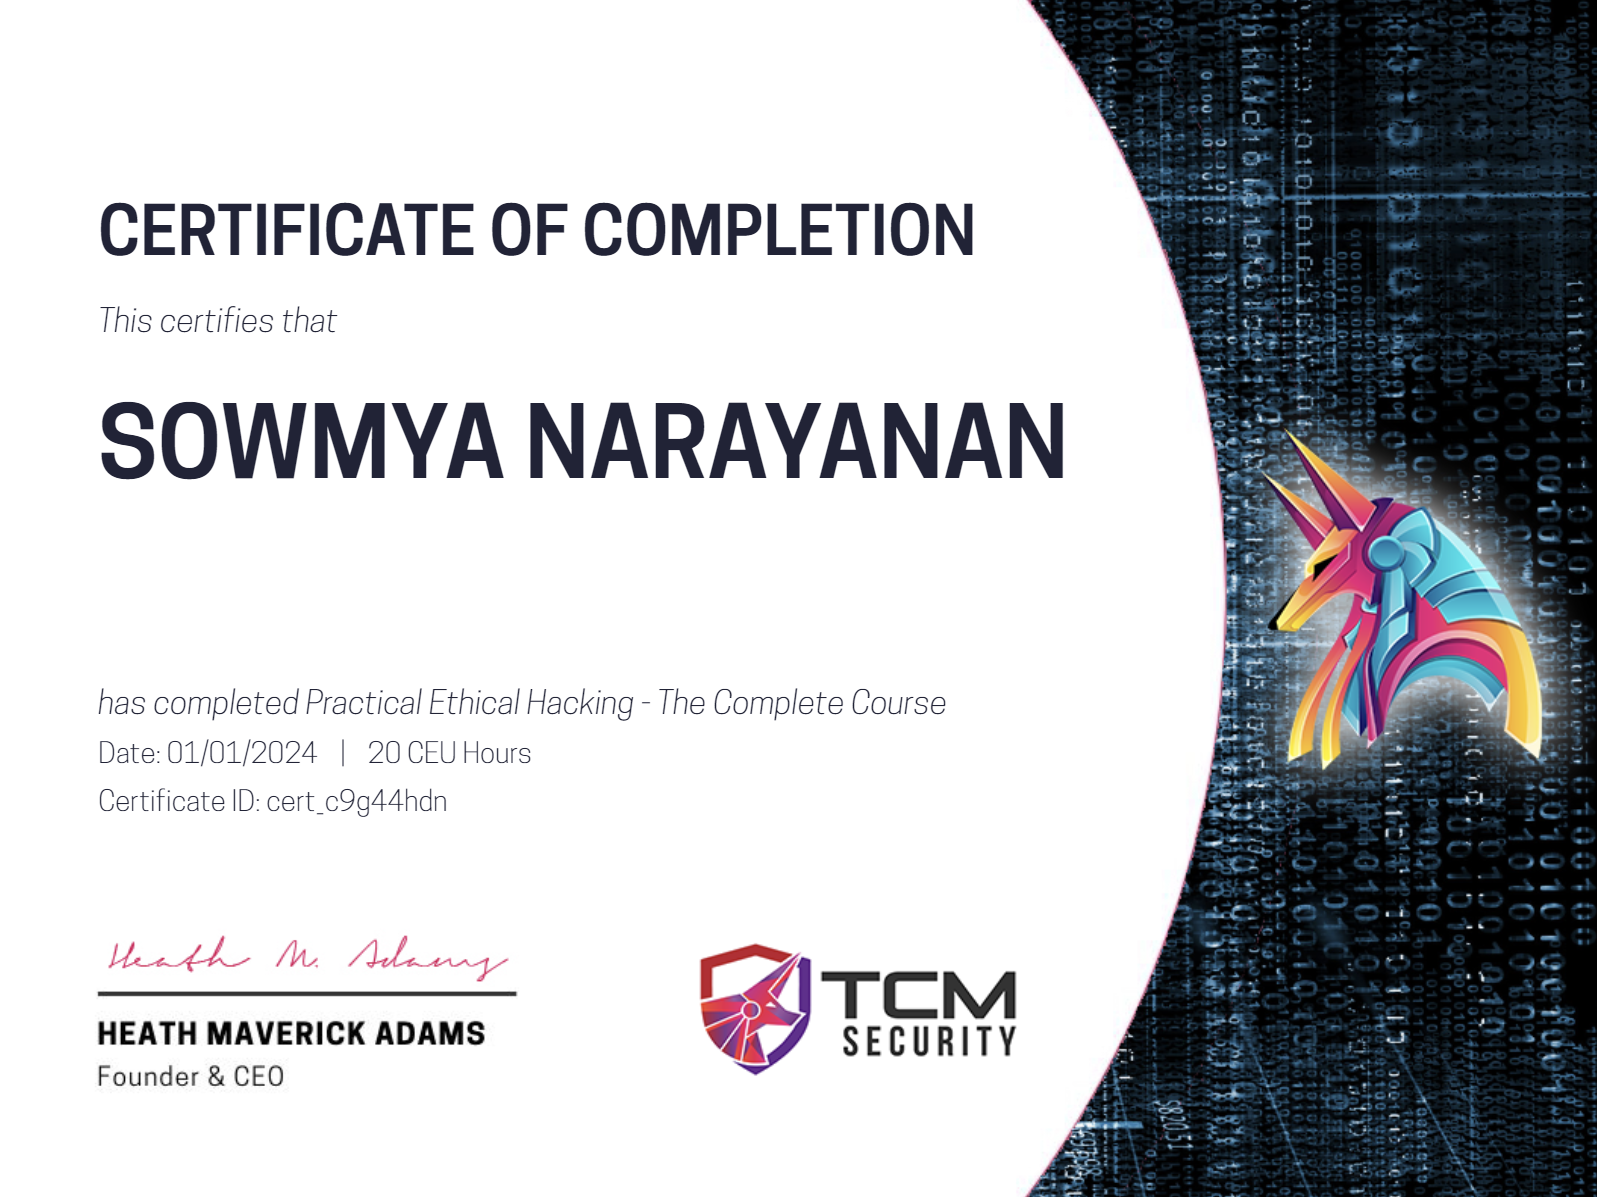 CERTIFICATE OF COMPLETION
This certifies that
SOWMYA NARAYANAN
has completed Practical Ethical Hacking - The Complete Course
Date: 01/01/2024 | 20 CEU Hours
Certificate ID: cert_c9g44hdn
Heath M. Adams
HEATH MAVERICK ADAMS
Founder & CEO
TCM
SECURITY